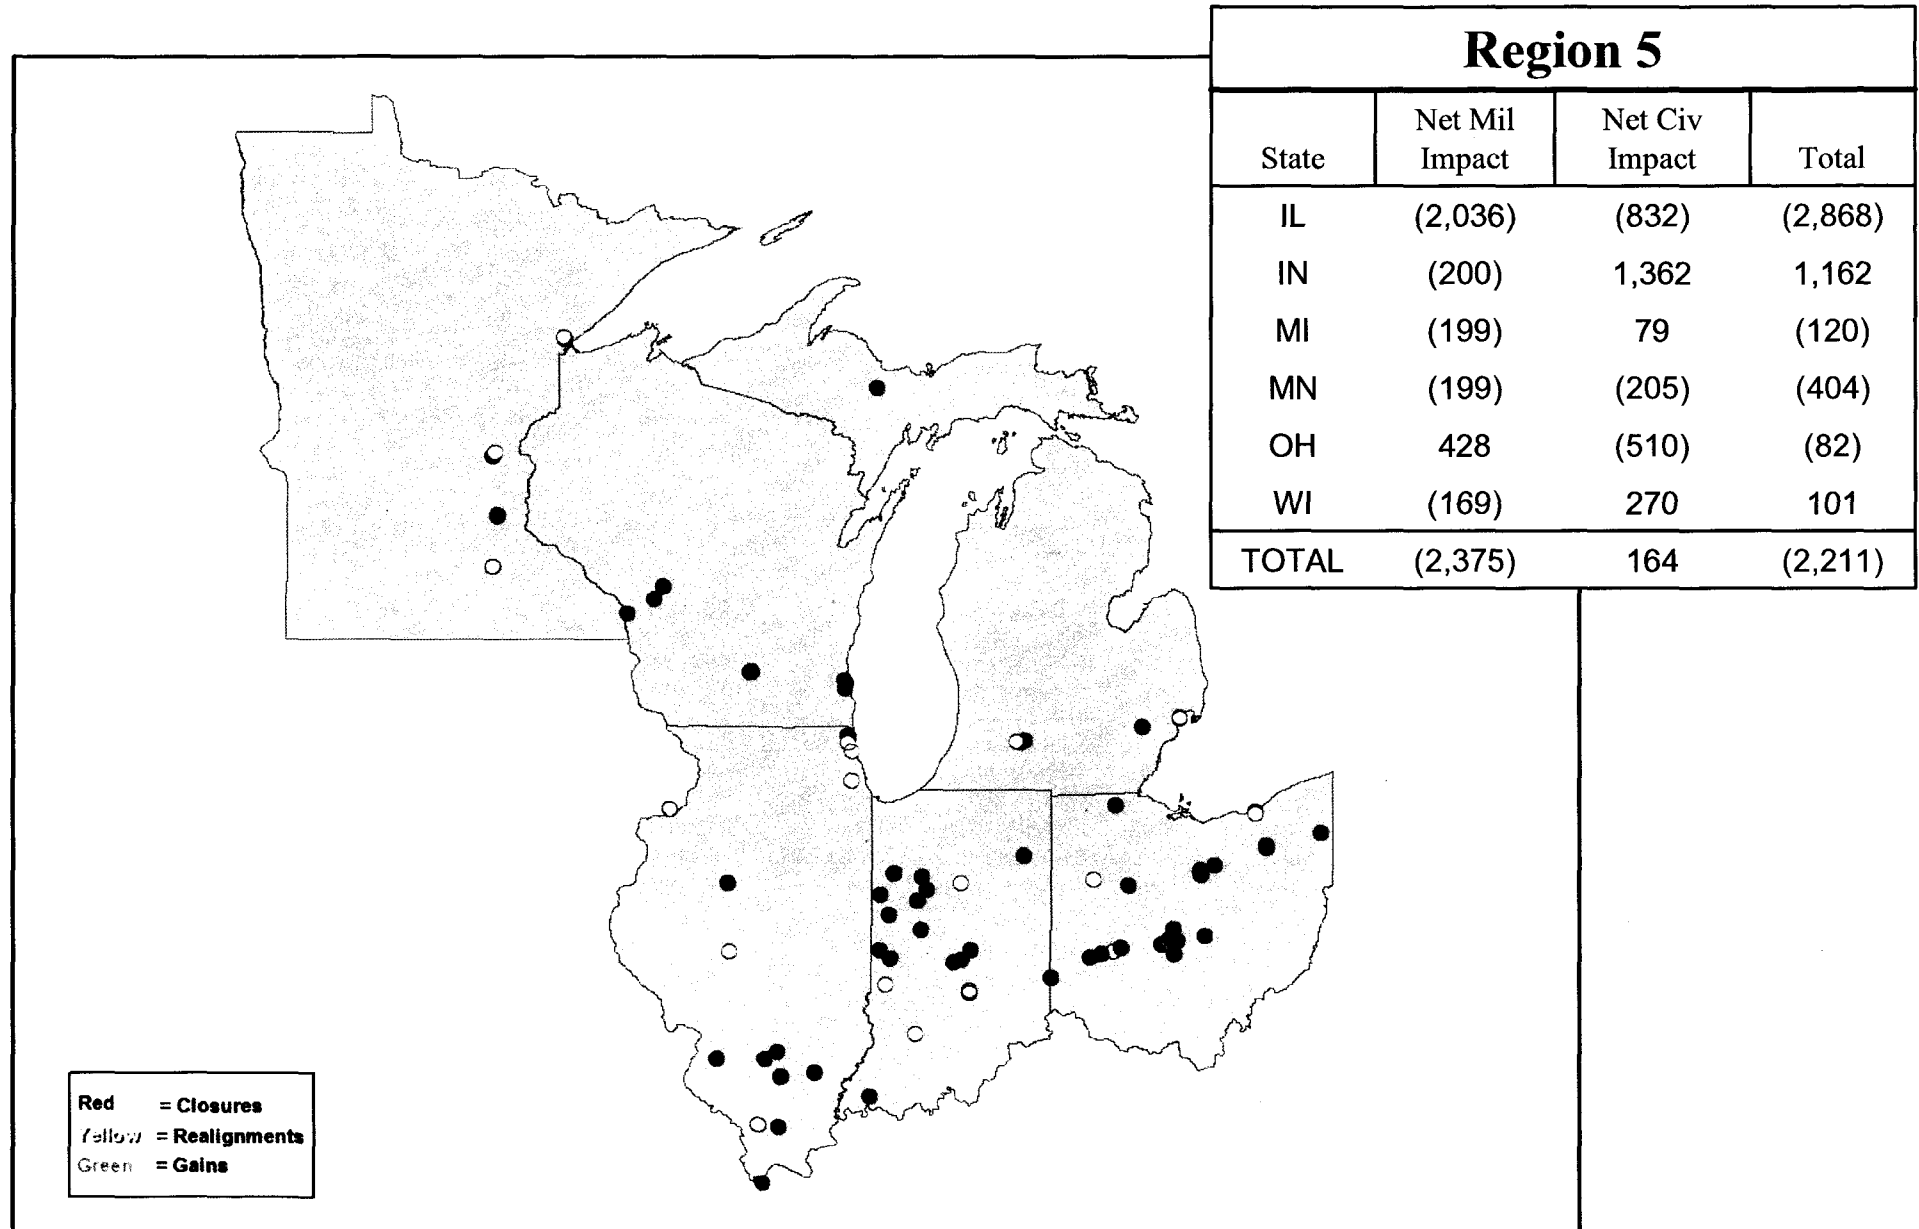 Region 5
State Net Mil Impact Net Civ Impact Total
IL (2,036) (832) (2,868)
IN (200) 1,362 1,162
MI (199) 79 (120)
MN (199) (205) (404)
OH 428 (510) (82)
WI (169) 270 101
TOTAL (2,375) 164 (2,211)
Red = Closures
Yellow = Realignments
Green = Gains